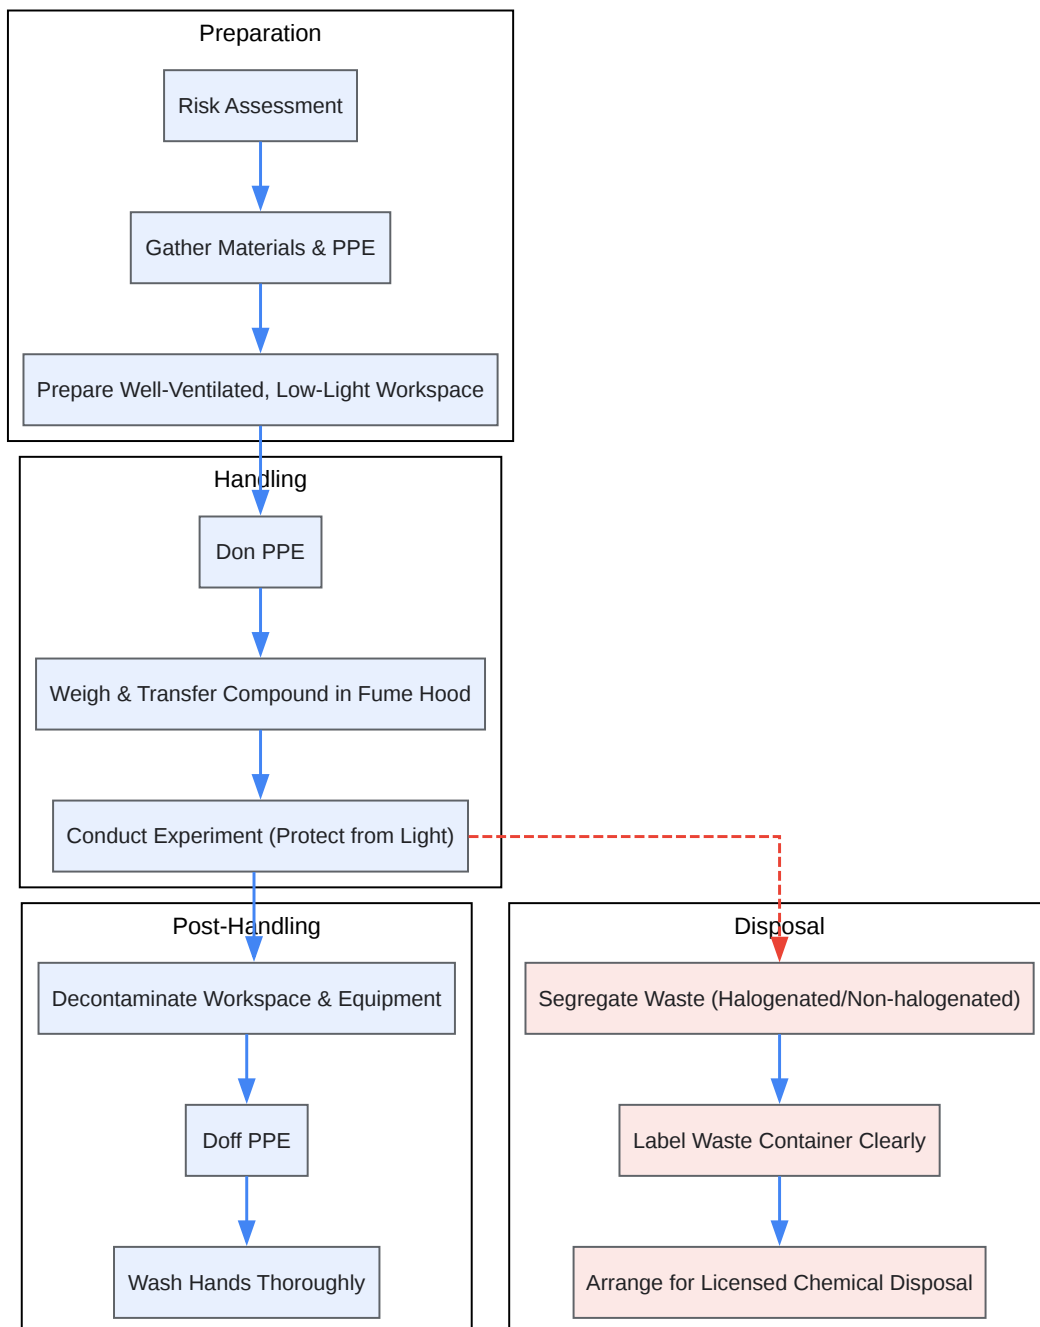 Preparation
Risk Assessment
Gather Materials & PPE
Prepare Well-Ventilated, Low-Light Workspace
Handling
Don PPE
Weigh & Transfer Compound in Fume Hood
Conduct Experiment (Protect from Light)
Post-Handling
Decontaminate Workspace & Equipment
Doff PPE
Wash Hands Thoroughly
Disposal
Segregate Waste (Halogenated/Non-halogenated)
Label Waste Container Clearly
Arrange for Licensed Chemical Disposal